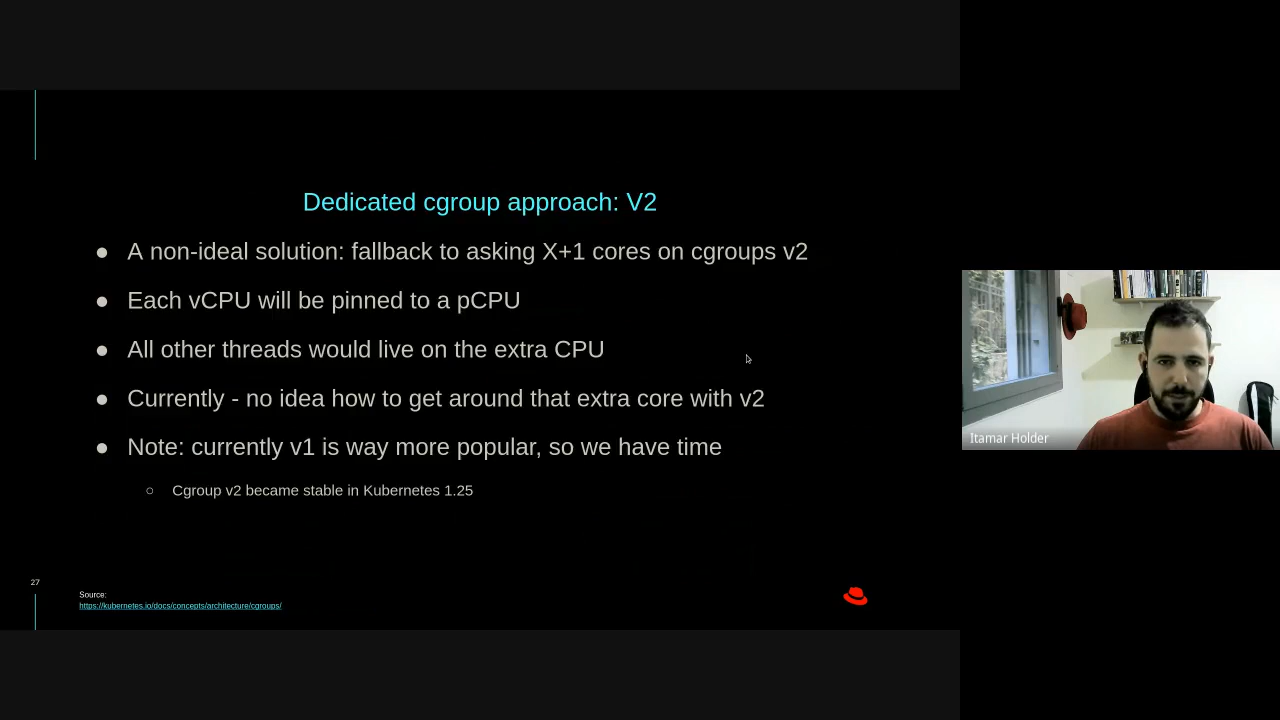 Dedicated cgroup approach: V2
● A non-ideal solution: fallback to asking X+1 cores on cgroups v2
● Each vCPU will be pinned to a pCPU
● All other threads would live on the extra CPU
● Currently - no idea how to get around that extra core with v2
● Note: currently v1 is way more popular, so we have time
○ Cgroup v2 became stable in Kubernetes 1.25
27
Source:
https://kubernetes.io/docs/concepts/architecture/cgroups/
Itamar Holder